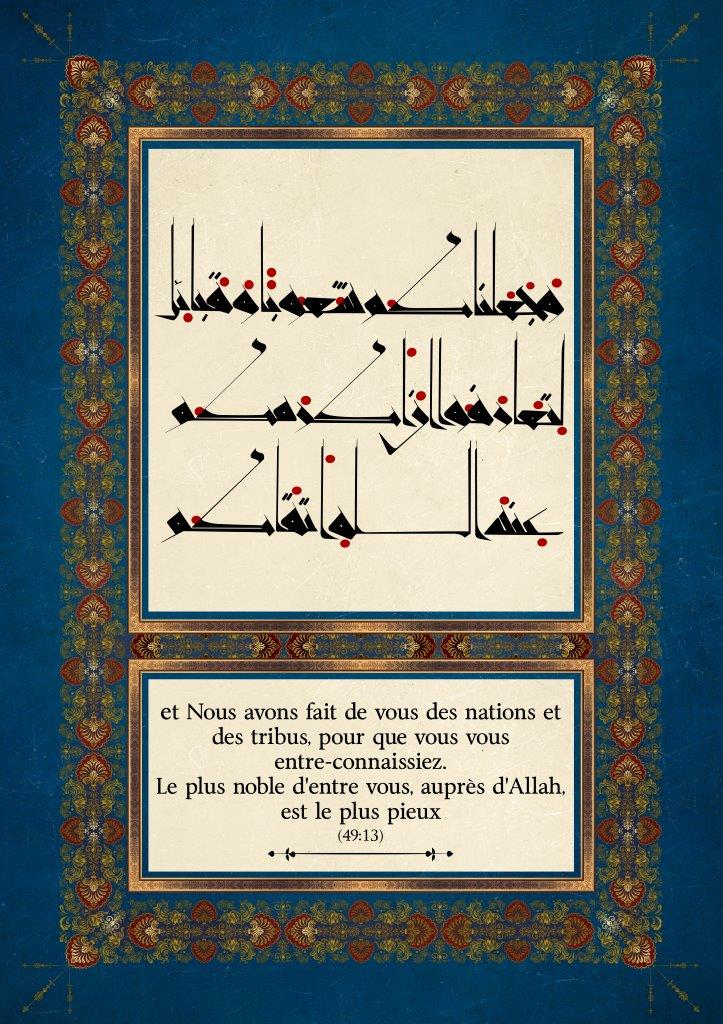 وجعلناكم شعوبا وقبائل
لتعارفوا إن أكرمكم
عند الله أتقاكم
et Nous avons fait de vous des nations et
des tribus, pour que vous vous
entre-connaissiez.
Le plus noble d'entre vous, auprès d'Allah,
est le plus pieux
(49:13)